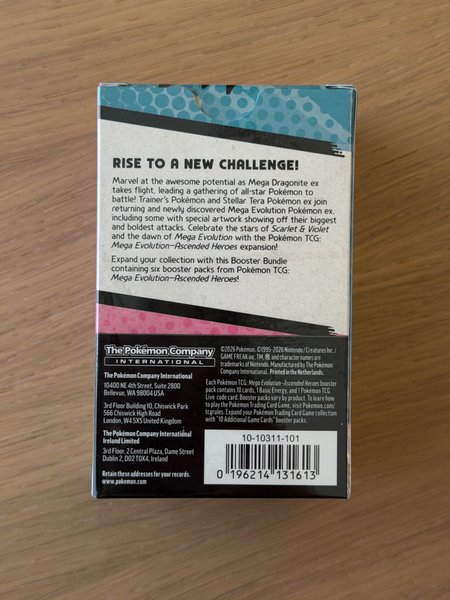 RISE TO A NEW CHALLENGE!
Marvel at the awesome potential as Mega Dragonite ex
takes flight, leading a gathering of all-star Pokémon to
battle! Trainer's Pokémon and Stellar Tera Pokémon ex join
returning and newly discovered Mega Evolution Pokémon ex,
including some with special artwork showing off their biggest
and boldest attacks. Celebrate the stars of Scarlet & Violet
and the dawn of Mega Evolution with the Pokémon TCG:
Mega Evolution—Ascended Heroes expansion!
Expand your collection with this Booster Bundle
containing six booster packs from Pokémon TCG:
Mega Evolution—Ascended Heroes!
The Pokémon Company
INTERNATIONAL
The Pokémon Company International
10400 NE 4th Street, Suite 2800
Bellevue, WA 98004 USA
3rd Floor Building 10, Chiswick Park
566 Chiswick High Road
London, W4 5XS United Kingdom
The Pokémon Company International
Ireland Limited
3rd Floor, 2 Central Plaza, Dame Street
Dublin 2, D02 T0X4, Ireland
Retain these addresses for your records.
www.pokemon.com
©2026 Pokémon. ©1995-2026 Nintendo/Creatures Inc./
GAME FREAK inc. TM, ® and character names are
trademarks of Nintendo. Manufactured by The Pokémon
Company International. Printed in the Netherlands.
Each Pokémon TCG: Mega Evolution—Ascended Heroes booster
pack contains 10 cards, 1 Basic Energy, and 1 Pokémon TCG
Live code card. Booster packs vary by product. To learn how
to play the Pokémon Trading Card Game, visit Pokemon.com/
tcgrules. Expand your Pokémon Trading Card Game collection
with "10 Additional Game Cards" booster packs.
10-10311-101
0 196214 131613